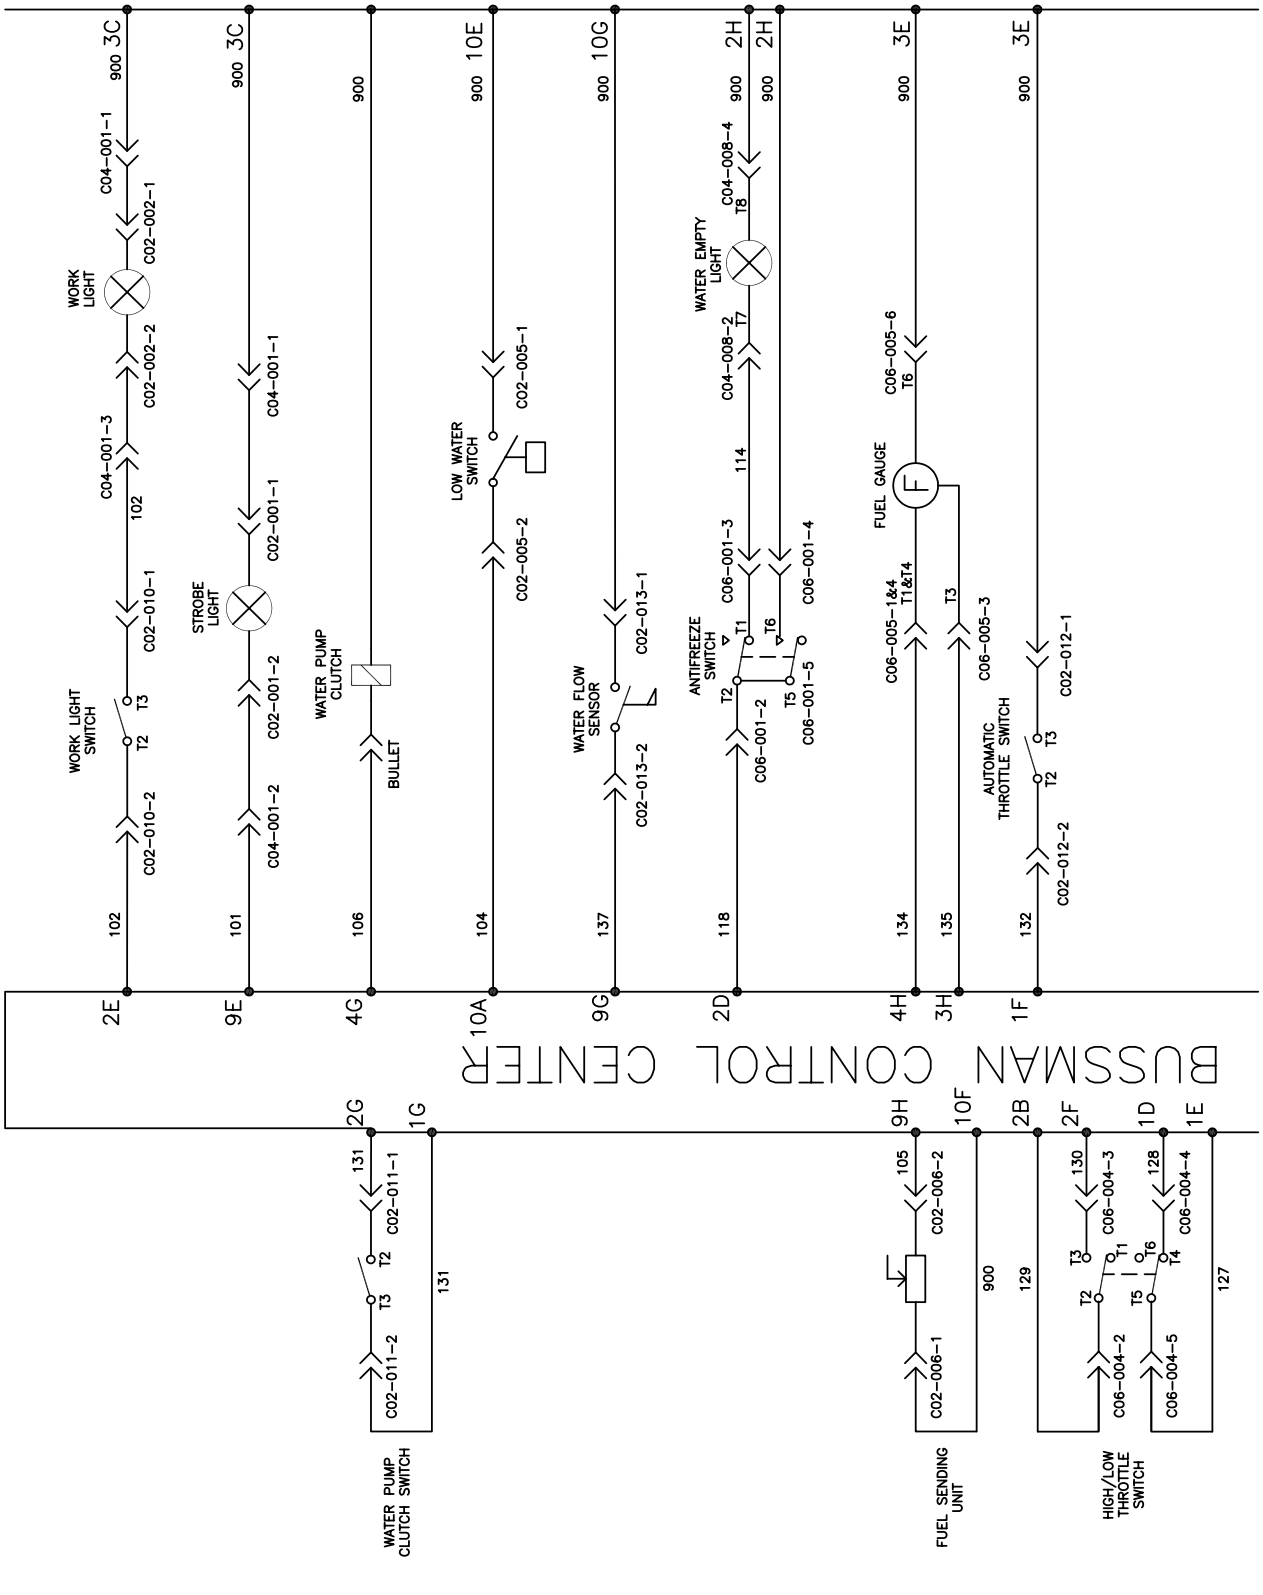 3C
900
C04-001-1
C02-002-1
WORK
LIGHT
C02-002-2
C04-001-3
102
C02-010-1
WORK LIGHT
SWITCH
T3
T2
C02-010-2
102
2E
3C
900
C04-001-1
C02-001-1
STROBE
LIGHT
C02-001-2
C04-001-2
101
9E
900
WATER PUMP
CLUTCH
BULLET
106
4G
10E
900
C02-005-1
LOW WATER
SWITCH
C02-005-2
104
10A
10G
900
C02-013-1
WATER FLOW
SENSOR
C02-013-2
137
9G
2H
2H
900
900
C04-008-4
T8
WATER EMPTY
LIGHT
T7
C04-008-2
114
C06-001-3
C06-001-4
ANTIFREEZE
SWITCH
T1
T6
T2
T5
C06-001-5
C06-001-2
118
2D
3E
900
C06-005-6
T6
FUEL GAUGE
F
C06-005-1&4
T1&T4
T3
C06-005-3
134
135
4H
3H
3E
900
C02-012-1
AUTOMATIC
THROTTLE SWITCH
T3
T2
C02-012-2
132
1F
BUSSMAN CONTROL CENTER
2G
1G
131
C02-011-1
T2
T3
131
C02-011-2
WATER PUMP
CLUTCH SWITCH
9H
10F
105
C02-006-2
900
C02-006-1
FUEL SENDING
UNIT
2B
2F
1D
1E
130
128
C06-004-3
C06-004-4
T3
T1
T6
T4
129
T2
T5
127
C06-004-2
C06-004-5
HIGH/LOW
THROTTLE
SWITCH